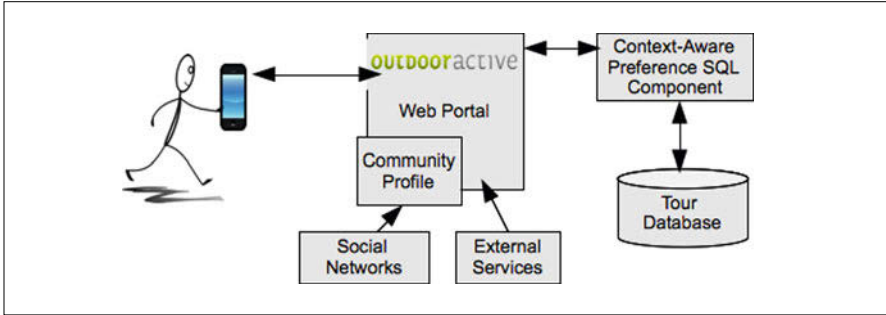 outdooractive
Web Portal
Community
Profile
Social
Networks
External
Services
Context-Aware
Preference SQL
Component
Tour
Database